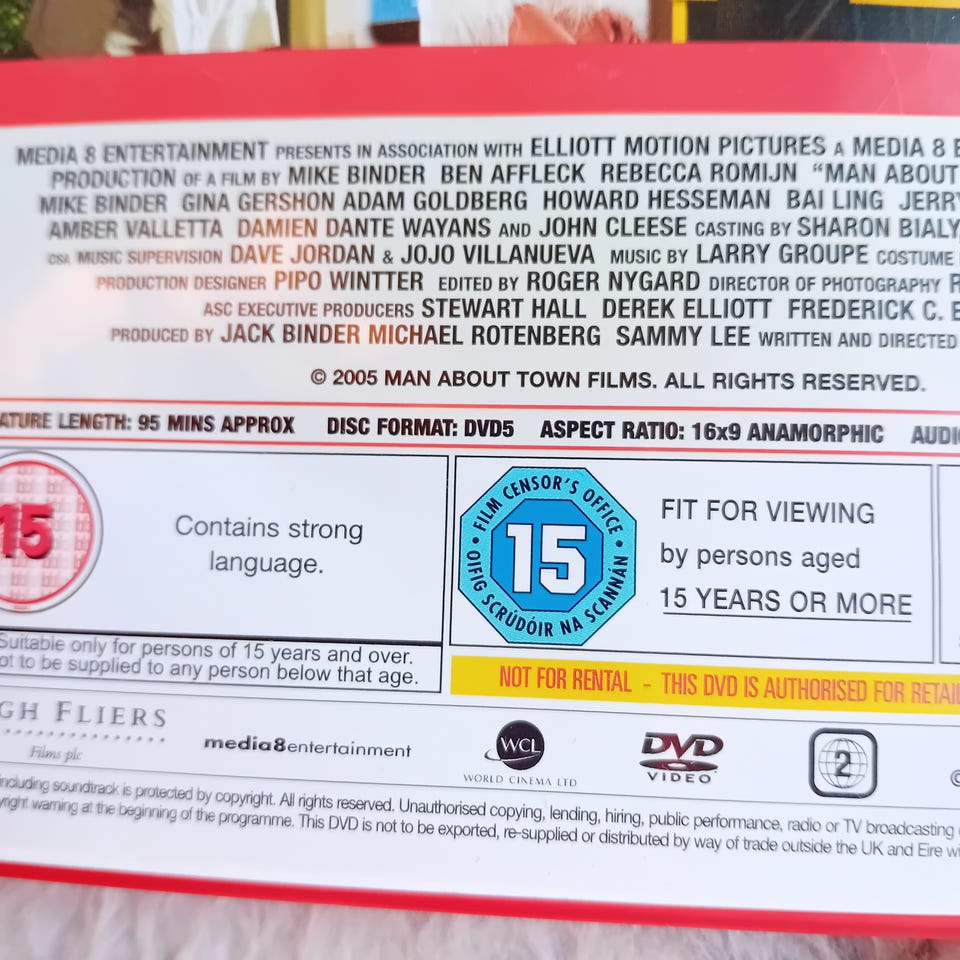 MEDIA 8 ENTERTAINMENT PRESENTS IN ASSOCIATION WITH ELLIOTT MOTION PICTURES A MEDIA 8 E
PRODUCTION OF A FILM BY MIKE BINDER BEN AFFLECK REBECCA ROMIJN “MAN ABOUT
MIKE BINDER GINA GERSHON ADAM GOLDBERG HOWARD HESSEMAN BAI LING JERRY
AMBER VALLETTA DAMIEN DANTE WAYANS AND JOHN CLEESE CASTING BY SHARON BIALY,
CSA MUSIC SUPERVISION DAVE JORDAN & JOJO VILLANUEVA MUSIC BY LARRY GROUPE COSTUME
PRODUCTION DESIGNER PIPO WINTTER EDITED BY ROGER NYGARD DIRECTOR OF PHOTOGRAPHY
ASC EXECUTIVE PRODUCERS STEWART HALL DEREK ELLIOTT FREDERICK C. E
PRODUCED BY JACK BINDER MICHAEL ROTENBERG SAMMY LEE WRITTEN AND DIRECTED
© 2005 MAN ABOUT TOWN FILMS. ALL RIGHTS RESERVED.
ATURE LENGTH: 95 MINS APPROX DISC FORMAT: DVD5 ASPECT RATIO: 16x9 ANAMORPHIC AUDIO
15
Contains strong
language.
Suitable only for persons of 15 years and over.
ot to be supplied to any person below that age.
FILM CENSOR'S OFFICE
15
OIFIG SCRÚDÓIR NA SCANNÁN
FIT FOR VIEWING
by persons aged
15 YEARS OR MORE
NOT FOR RENTAL - THIS DVD IS AUTHORISED FOR RETAIL
GH FLIERS
Films plc
media8entertainment
WCL
WORLD CINEMA LTD
DVD
VIDEO
2
including soundtrack is protected by copyright. All rights reserved. Unauthorised copying, lending, hiring, public performance, radio or TV broadcasting
yright warning at the beginning of the programme. This DVD is not to be exported, re-supplied or distributed by way of trade outside the UK and Eire wi